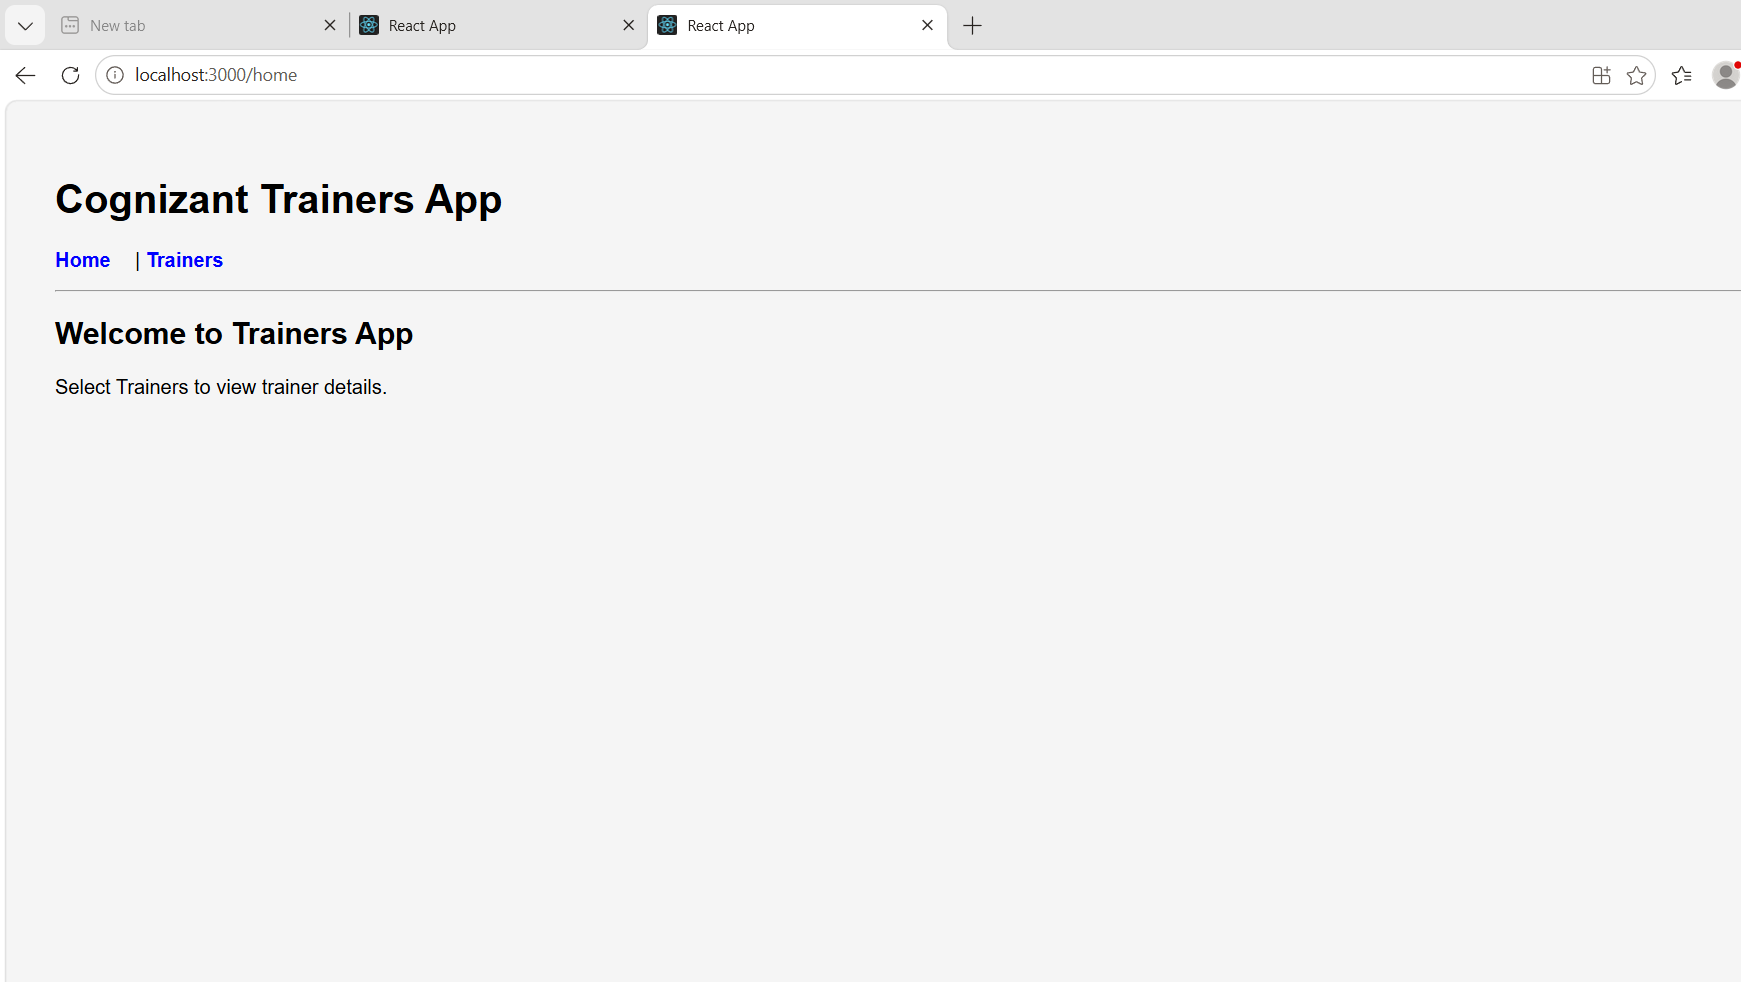 New tab
React App
React App
localhost:3000/home
Cognizant Trainers App
Home | Trainers
Welcome to Trainers App
Select Trainers to view trainer details.